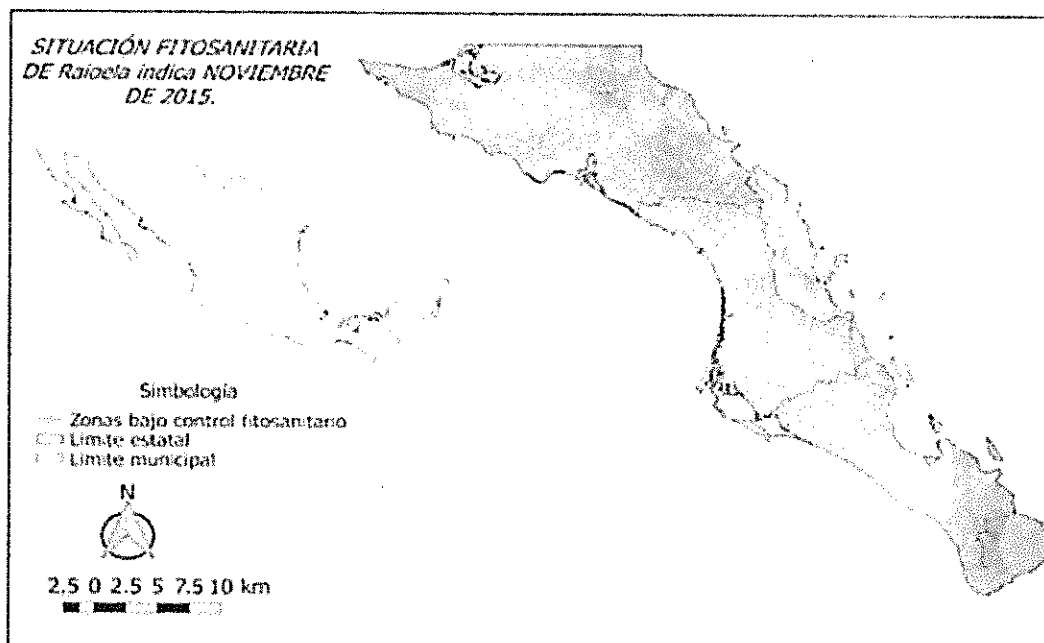 SITUACIÓN FITOSANITARIA
DE Raioela indica NOVIEMBRE
DE 2015.
Simbología
Zonas bajo control fitosanitario
Limite estatal
Limite municipal
N
2.5 0 2.5 5 7.5 10 km